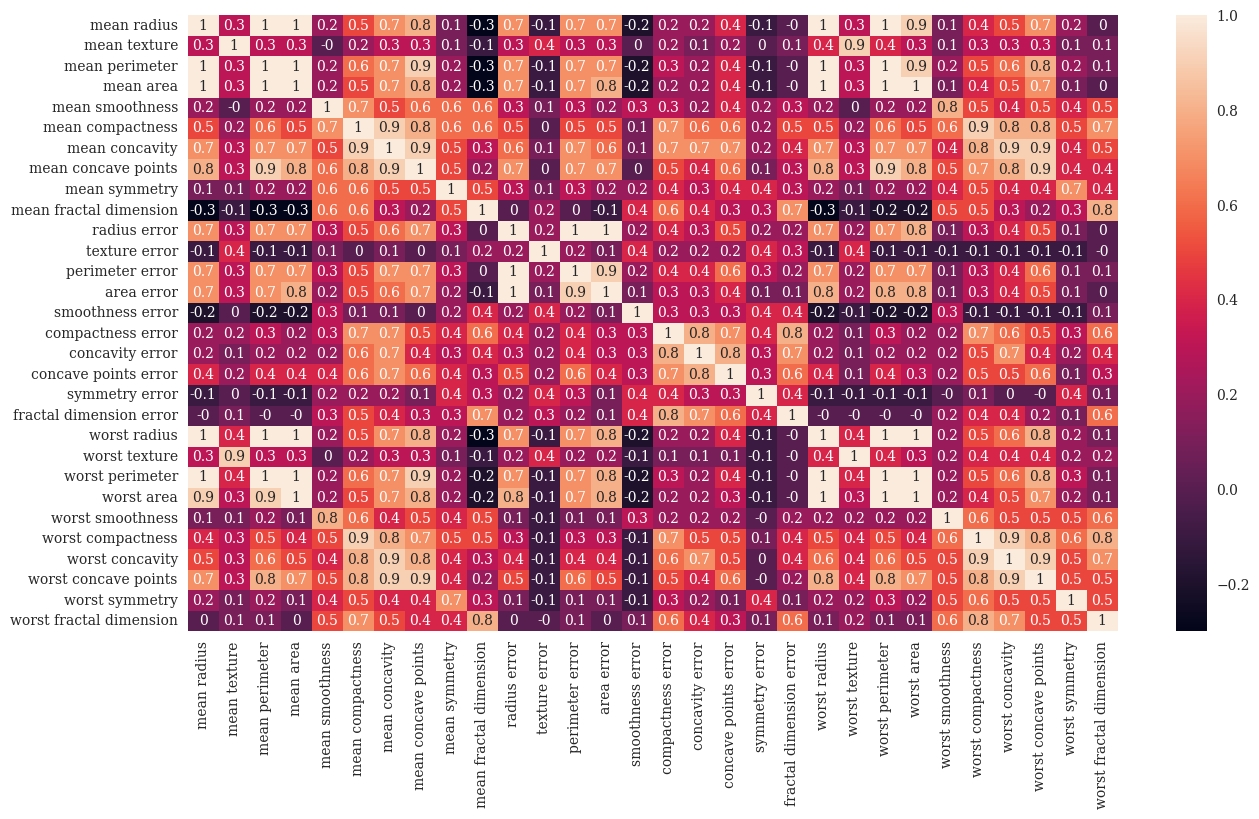 mean radius 1 0.3 1 1 0.2 0.5 0.7 0.8 0.1 -0.3 0.7 -0.1 0.7 0.7 -0.2 0.2 0.2 0.4 -0.1 -0 1 0.3 1 0.9 0.1 0.4 0.5 0.7 0.2 0
mean texture 0.3 1 0.3 0.3 -0 0.2 0.3 0.3 0.1 -0.1 0.3 0.4 0.3 0.3 0 0.2 0.1 0.2 0 0.1 0.4 0.9 0.4 0.3 0.1 0.3 0.3 0.3 0.1 0.1
mean perimeter 1 0.3 1 1 0.2 0.6 0.7 0.9 0.2 -0.3 0.7 -0.1 0.7 0.7 -0.2 0.3 0.2 0.4 -0.1 -0 1 0.3 1 0.9 0.2 0.5 0.6 0.8 0.2 0.1
mean area 1 0.3 1 1 0.2 0.5 0.7 0.8 0.2 -0.3 0.7 -0.1 0.7 0.8 -0.2 0.2 0.2 0.4 -0.1 -0 1 0.3 1 1 0.1 0.4 0.5 0.7 0.1 0
mean smoothness 0.2 -0 0.2 0.2 1 0.7 0.5 0.6 0.6 0.6 0.3 0.1 0.3 0.2 0.3 0.3 0.2 0.4 0.2 0.3 0.2 0 0.2 0.2 0.8 0.5 0.4 0.5 0.4 0.5
mean compactness 0.5 0.2 0.6 0.5 0.7 1 0.9 0.8 0.6 0.6 0.5 0 0.5 0.5 0.1 0.7 0.6 0.6 0.2 0.5 0.5 0.2 0.6 0.5 0.6 0.9 0.8 0.8 0.5 0.7
mean concavity 0.7 0.3 0.7 0.7 0.5 0.9 1 0.9 0.5 0.3 0.6 0.1 0.7 0.6 0.1 0.7 0.7 0.7 0.2 0.4 0.7 0.3 0.7 0.7 0.4 0.8 0.9 0.9 0.4 0.5
mean concave points 0.8 0.3 0.9 0.8 0.6 0.8 0.9 1 0.5 0.2 0.7 0 0.7 0.7 0 0.5 0.4 0.6 0.1 0.3 0.8 0.3 0.9 0.8 0.5 0.7 0.8 0.9 0.4 0.4
mean symmetry 0.1 0.1 0.2 0.2 0.6 0.6 0.5 0.5 1 0.5 0.3 0.1 0.3 0.2 0.2 0.4 0.3 0.4 0.4 0.3 0.2 0.1 0.2 0.2 0.4 0.5 0.4 0.4 0.7 0.4
mean fractal dimension -0.3 -0.1 -0.3 -0.3 0.6 0.6 0.3 0.2 0.5 1 0 0.2 0 -0.1 0.4 0.6 0.4 0.3 0.3 0.7 -0.3 -0.1 -0.2 -0.2 0.5 0.5 0.3 0.2 0.3 0.8
radius error 0.7 0.3 0.7 0.7 0.3 0.5 0.6 0.7 0.3 0 1 0.2 1 1 0.2 0.4 0.3 0.5 0.2 0.2 0.7 0.2 0.7 0.8 0.1 0.3 0.4 0.5 0.1 0
texture error -0.1 0.4 -0.1 -0.1 0.1 0 0.1 0 0.1 0.2 0.2 1 0.2 0.1 0.4 0.2 0.2 0.2 0.4 0.3 -0.1 0.4 -0.1 -0.1 -0.1 -0.1 -0.1 -0.1 -0.1 -0
perimeter error 0.7 0.3 0.7 0.7 0.3 0.5 0.7 0.7 0.3 0 1 0.2 1 0.9 0.2 0.4 0.4 0.6 0.3 0.2 0.7 0.2 0.7 0.7 0.1 0.3 0.4 0.6 0.1 0.1
area error 0.7 0.3 0.7 0.8 0.2 0.5 0.6 0.7 0.2 -0.1 1 0.1 0.9 1 0.1 0.3 0.3 0.4 0.1 0.1 0.8 0.2 0.8 0.8 0.1 0.3 0.4 0.5 0.1 0
smoothness error -0.2 0 -0.2 -0.2 0.3 0.1 0.1 0 0.2 0.4 0.2 0.4 0.2 0.1 1 0.3 0.3 0.3 0.4 0.4 -0.2 -0.1 -0.2 -0.2 0.3 -0.1 -0.1 -0.1 -0.1 0.1
compactness error 0.2 0.2 0.3 0.2 0.3 0.7 0.7 0.5 0.4 0.6 0.4 0.2 0.4 0.3 0.3 1 0.8 0.7 0.4 0.8 0.2 0.1 0.3 0.2 0.2 0.7 0.6 0.5 0.3 0.6
concavity error 0.2 0.1 0.2 0.2 0.2 0.6 0.7 0.4 0.3 0.4 0.3 0.2 0.4 0.3 0.3 0.8 1 0.8 0.3 0.7 0.2 0.1 0.2 0.2 0.2 0.5 0.7 0.4 0.2 0.4
concave points error 0.4 0.2 0.4 0.4 0.4 0.6 0.7 0.6 0.4 0.3 0.5 0.2 0.6 0.4 0.3 0.7 0.8 1 0.3 0.6 0.4 0.1 0.4 0.3 0.2 0.5 0.5 0.6 0.1 0.3
symmetry error -0.1 0 -0.1 -0.1 0.2 0.2 0.2 0.1 0.4 0.3 0.2 0.4 0.3 0.1 0.4 0.4 0.3 0.3 1 0.4 -0.1 -0.1 -0.1 -0.1 -0 0.1 0 -0 0.4 0.1
fractal dimension error -0 0.1 -0 -0 0.3 0.5 0.4 0.3 0.3 0.7 0.2 0.3 0.2 0.1 0.4 0.8 0.7 0.6 0.4 1 -0 -0 -0 -0 0.2 0.4 0.4 0.2 0.1 0.6
worst radius 1 0.4 1 1 0.2 0.5 0.7 0.8 0.2 -0.3 0.7 -0.1 0.7 0.8 -0.2 0.2 0.2 0.4 -0.1 -0 1 0.4 1 1 0.2 0.5 0.6 0.8 0.2 0.1
worst texture 0.3 0.9 0.3 0.3 0 0.2 0.3 0.3 0.1 -0.1 0.2 0.4 0.2 0.2 -0.1 0.1 0.1 0.1 -0.1 -0 0.4 1 0.4 0.3 0.2 0.4 0.4 0.4 0.2 0.2
worst perimeter 1 0.4 1 1 0.2 0.6 0.7 0.9 0.2 -0.2 0.7 -0.1 0.7 0.8 -0.2 0.3 0.2 0.4 -0.1 -0 1 0.4 1 1 0.2 0.5 0.6 0.8 0.3 0.1
worst area 0.9 0.3 0.9 1 0.2 0.5 0.7 0.8 0.2 -0.2 0.8 -0.1 0.7 0.8 -0.2 0.2 0.2 0.3 -0.1 -0 1 0.3 1 1 0.2 0.4 0.5 0.7 0.2 0.1
worst smoothness 0.1 0.1 0.2 0.1 0.8 0.6 0.4 0.5 0.4 0.5 0.1 -0.1 0.1 0.1 0.3 0.2 0.2 0.2 -0 0.2 0.2 0.2 0.2 0.2 1 0.6 0.5 0.5 0.5 0.6
worst compactness 0.4 0.3 0.5 0.4 0.5 0.9 0.8 0.7 0.5 0.5 0.3 -0.1 0.3 0.3 -0.1 0.7 0.5 0.5 0.1 0.4 0.5 0.4 0.5 0.4 0.6 1 0.9 0.8 0.6 0.8
worst concavity 0.5 0.3 0.6 0.5 0.4 0.8 0.9 0.8 0.4 0.3 0.4 -0.1 0.4 0.4 -0.1 0.6 0.7 0.5 0 0.4 0.6 0.4 0.6 0.5 0.5 0.9 1 0.9 0.5 0.7
worst concave points 0.7 0.3 0.8 0.7 0.5 0.8 0.9 0.9 0.4 0.2 0.5 -0.1 0.6 0.5 -0.1 0.5 0.4 0.6 -0 0.2 0.8 0.4 0.8 0.7 0.5 0.8 0.9 1 0.5 0.5
worst symmetry 0.2 0.1 0.2 0.1 0.4 0.5 0.4 0.4 0.7 0.3 0.1 -0.1 0.1 0.1 -0.1 0.3 0.2 0.1 0.4 0.1 0.2 0.2 0.3 0.2 0.5 0.6 0.5 0.5 1 0.5
worst fractal dimension 0 0.1 0.1 0 0.5 0.7 0.5 0.4 0.4 0.8 0 -0 0.1 0 0.1 0.6 0.4 0.3 0.1 0.6 0.1 0.2 0.1 0.1 0.6 0.8 0.7 0.5 0.5 1
mean radius
mean texture
mean perimeter
mean area
mean smoothness
mean compactness
mean concavity
mean concave points
mean symmetry
mean fractal dimension
radius error
texture error
perimeter error
area error
smoothness error
compactness error
concavity error
concave points error
symmetry error
fractal dimension error
worst radius
worst texture
worst perimeter
worst area
worst smoothness
worst compactness
worst concavity
worst concave points
worst symmetry
worst fractal dimension
1.0
0.8
0.6
0.4
0.2
0.0
−0.2